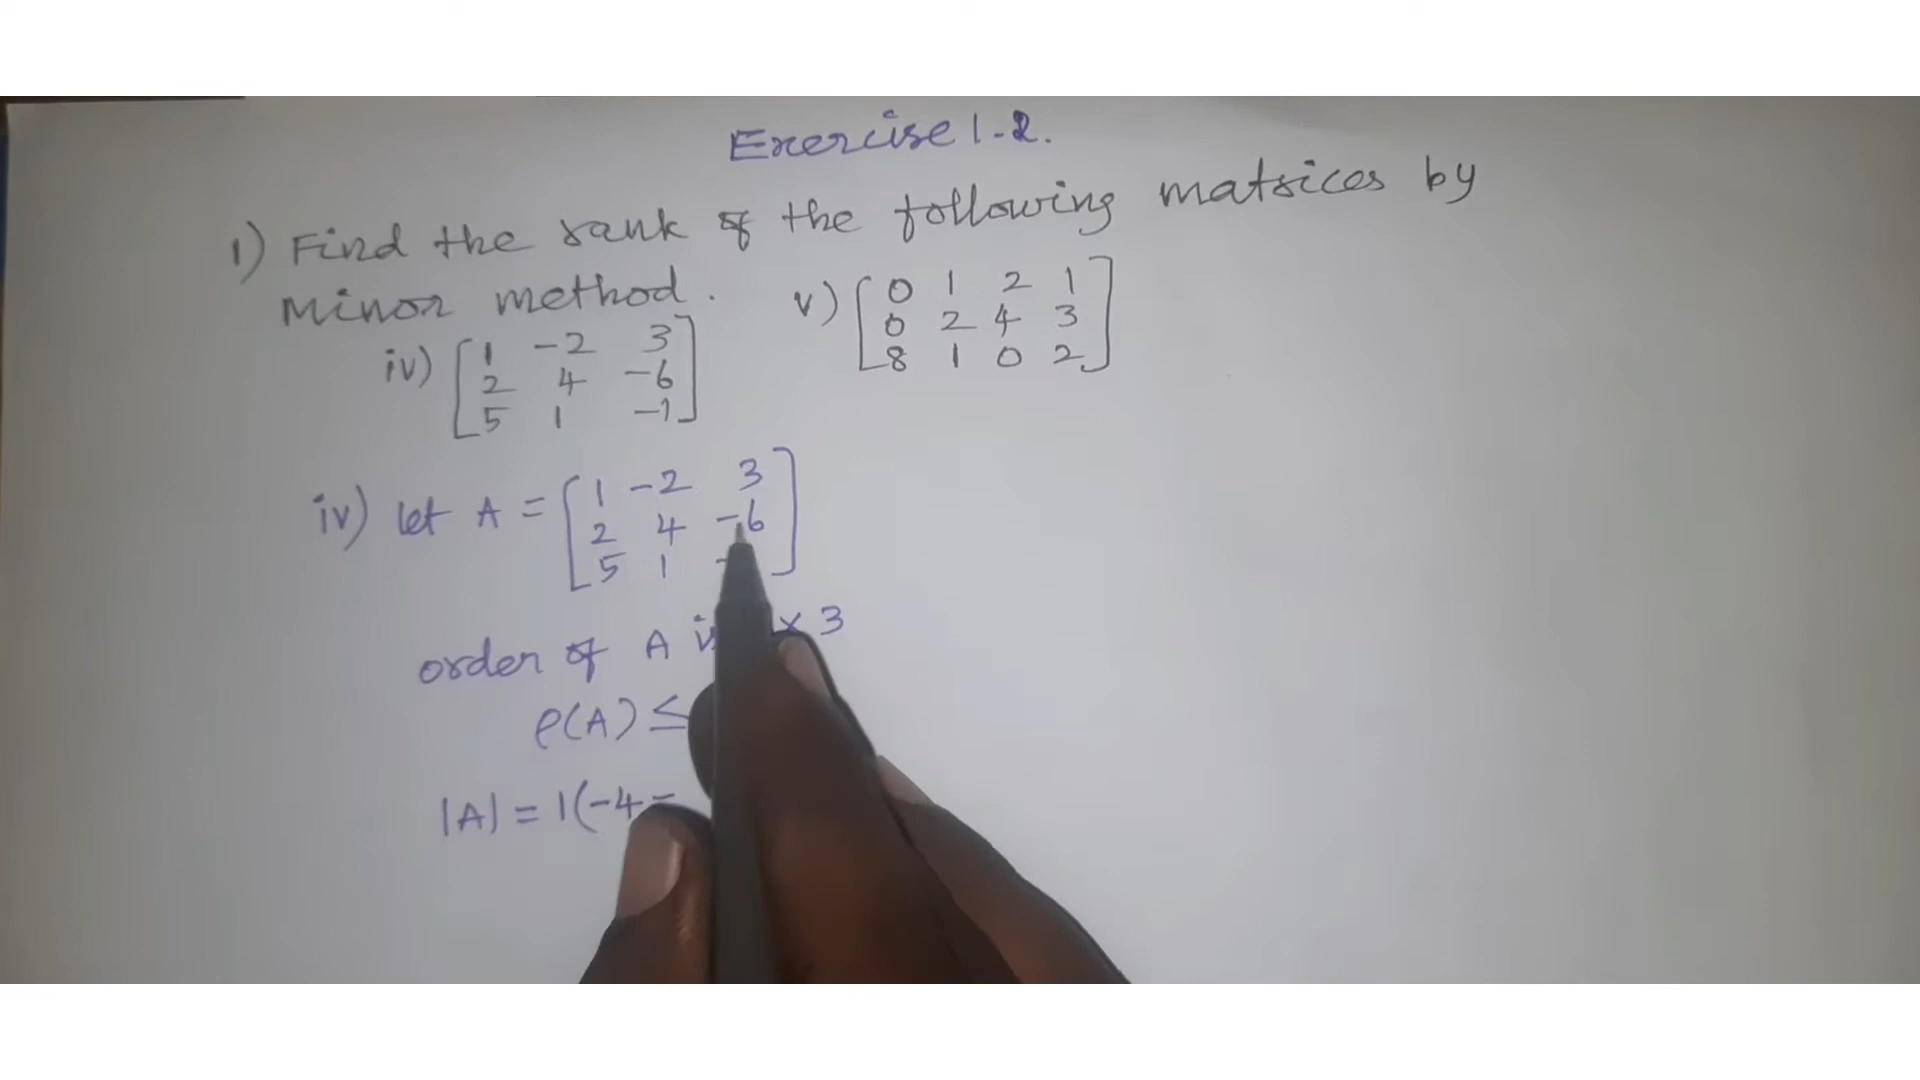 Exercise 1-2.
1) Find the rank of the following matrices by
Minor method.
iv) [1 -2 3
2 4 -6
5 1 -1]
v) [0 1 2 1
0 2 4 3
8 1 0 2]
iv) let A = [1 -2 3
2 4 -6
5 1 -]
order of A is × 3
ρ(A) ≤
|A| = 1(-4-